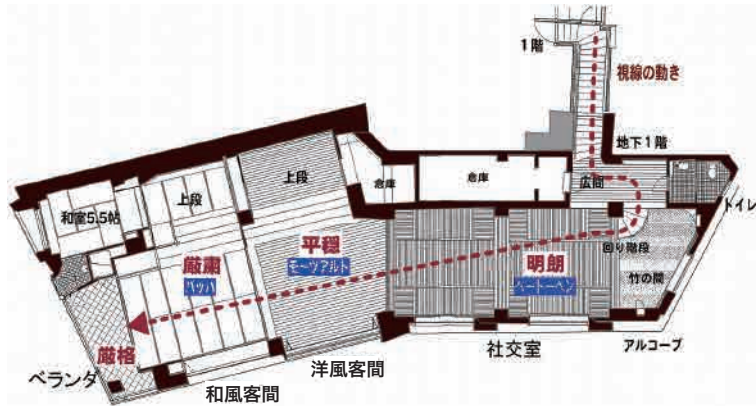 1階
視線の動き
地下1階
広間
トイレ
倉庫
倉庫
上段
上段
和室5.5帖
回り階段
竹の間
平穏
モーツアルト
明朗
ベートーベン
厳粛
バッハ
厳格
ベランダ
和風客間
洋風客間
社交室
アルコーブ